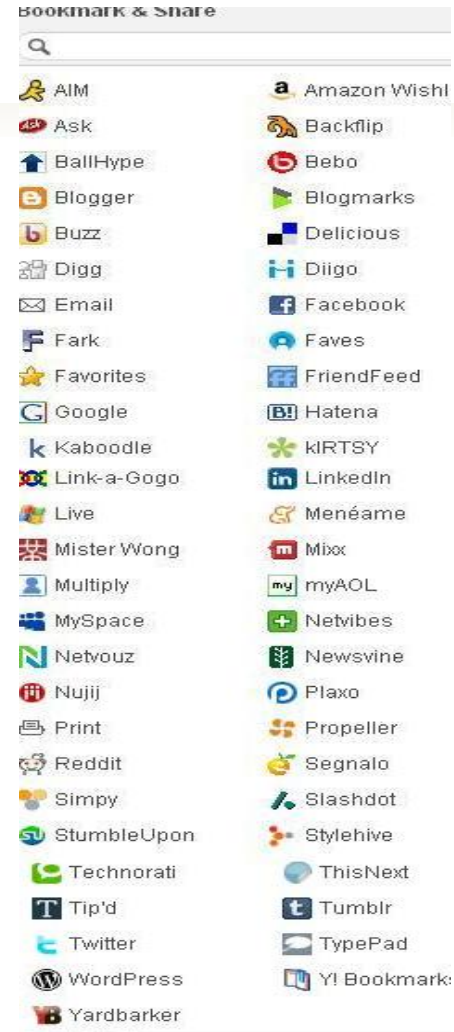 Bookmark & Share
AIM Amazon Wishl
Ask Backflip
BallHype Bebo
Blogger Blogmarks
Buzz Delicious
Digg Diigo
Email Facebook
Fark Faves
Favorites FriendFeed
Google Hatena
Kaboodle kIRTSY
Link-a-Gogo LinkedIn
Live Menéame
Mister Wong Mixx
Multiply myAOL
MySpace Netvibes
Netvouz Newsvine
Nujij Plaxo
Print Propeller
Reddit Segnalo
Simpy Slashdot
StumbleUpon Stylehive
Technorati ThisNext
Tip'd Tumblr
Twitter TypePad
WordPress Y! Bookmarks
Yardbarker